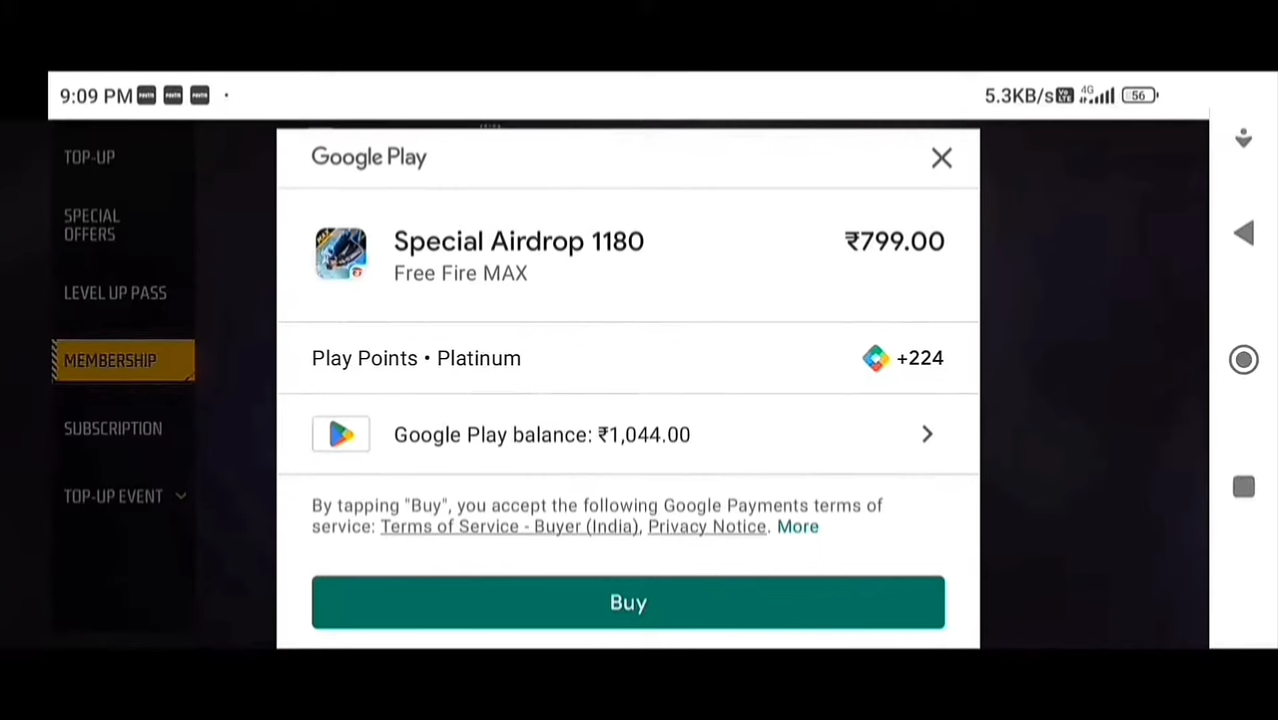 9:09 PM
5.3KB/s
4G
56
TOP-UP
SPECIAL
OFFERS
LEVEL UP PASS
MEMBERSHIP
SUBSCRIPTION
TOP-UP EVENT
Google Play
Special Airdrop 1180
₹799.00
Free Fire MAX
Play Points • Platinum
+224
Google Play balance: ₹1,044.00
By tapping "Buy", you accept the following Google Payments terms of
service: Terms of Service - Buyer (India), Privacy Notice. More
Buy